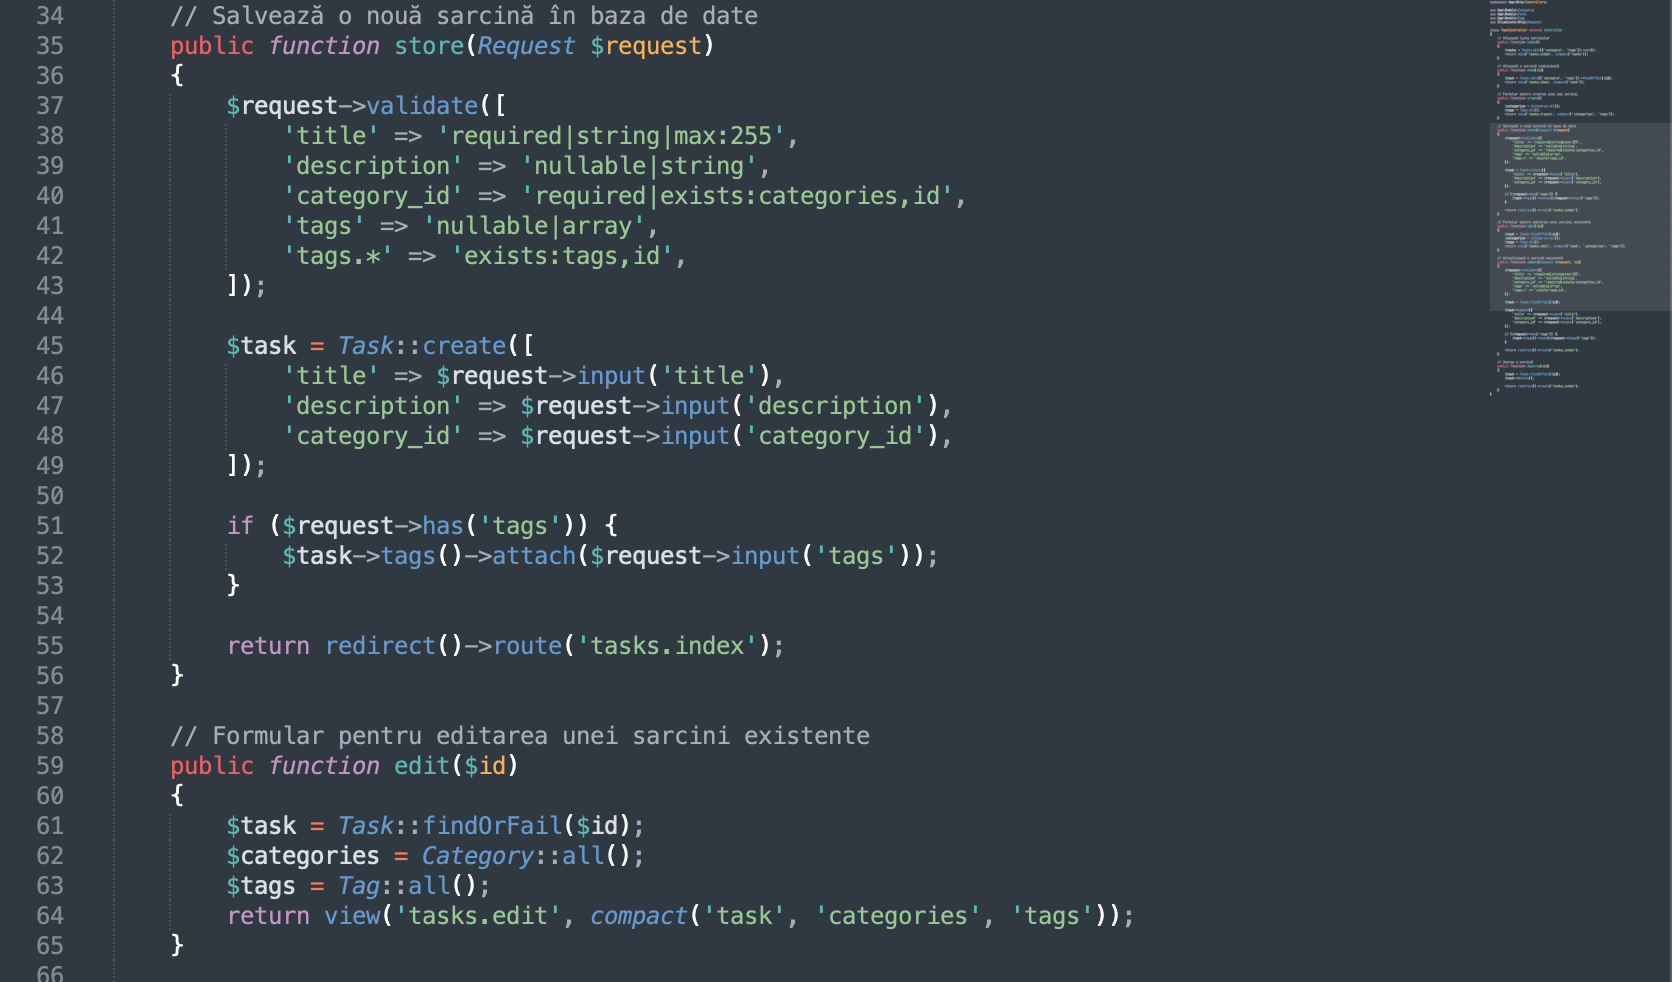 34 // Salvează o nouă sarcină în baza de date
35 public function store(Request $request)
36 {
37 $request->validate([
38 'title' => 'required|string|max:255',
39 'description' => 'nullable|string',
40 'category_id' => 'required|exists:categories,id',
41 'tags' => 'nullable|array',
42 'tags.*' => 'exists:tags,id',
43 ]);
44
45 $task = Task::create([
46 'title' => $request->input('title'),
47 'description' => $request->input('description'),
48 'category_id' => $request->input('category_id'),
49 ]);
50
51 if ($request->has('tags')) {
52 $task->tags()->attach($request->input('tags'));
53 }
54
55 return redirect()->route('tasks.index');
56 }
57
58 // Formular pentru editarea unei sarcini existente
59 public function edit($id)
60 {
61 $task = Task::findOrFail($id);
62 $categories = Category::all();
63 $tags = Tag::all();
64 return view('tasks.edit', compact('task', 'categories', 'tags'));
65 }
66